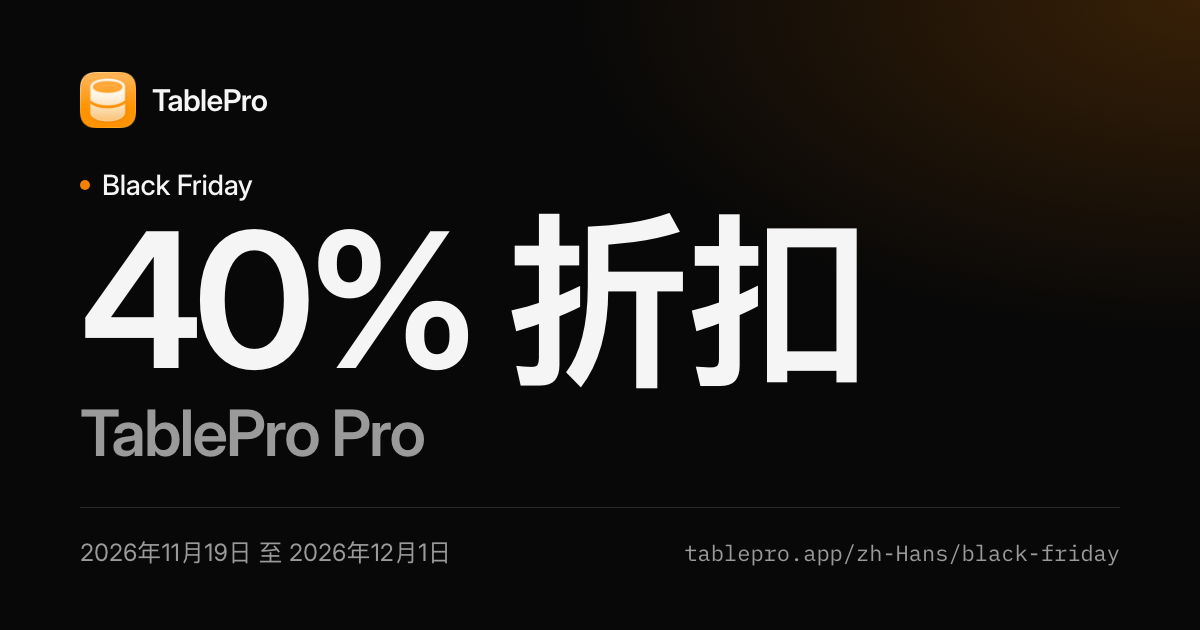 TablePro
Black Friday
40% 折扣
TablePro Pro
2026年11月19日 至 2026年12月1日
tablepro.app/zh-Hans/black-friday